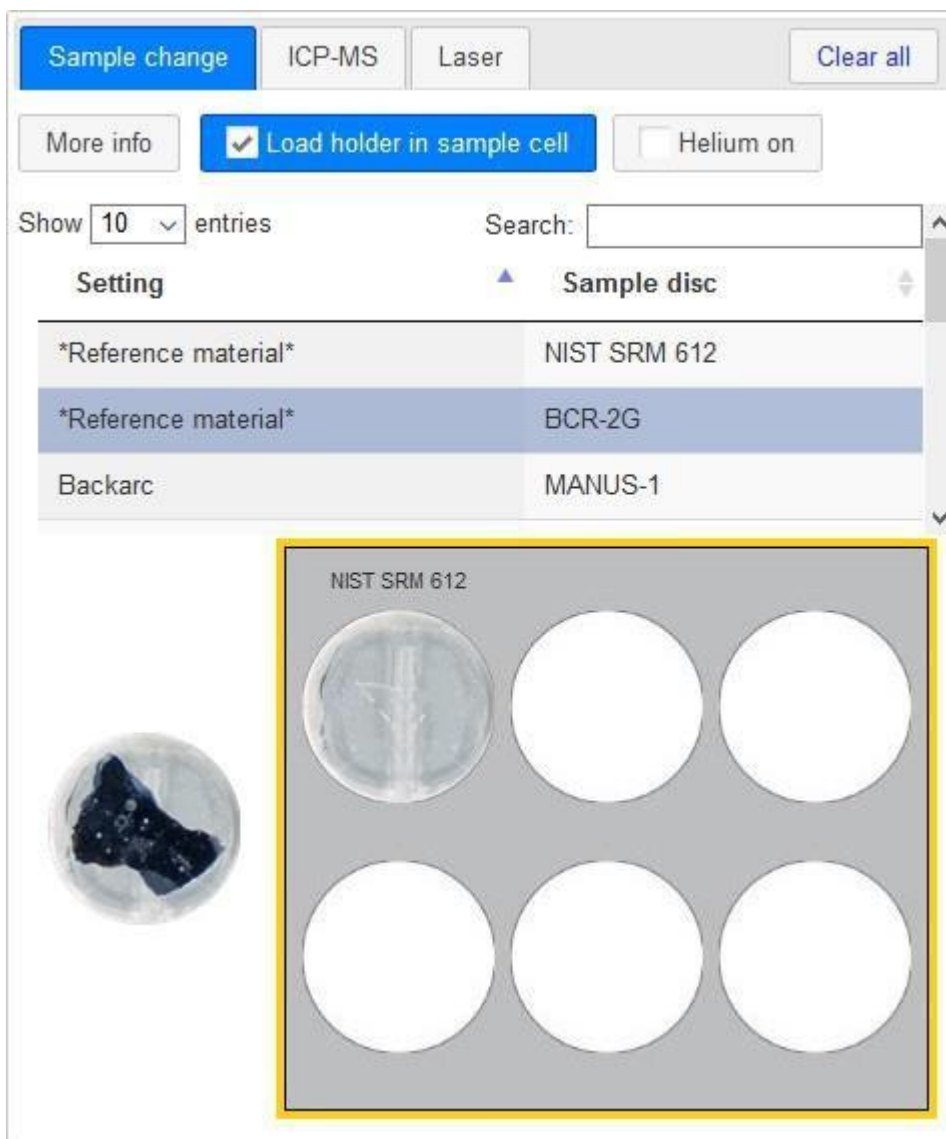 Sample change ICP-MS Laser Clear all
More info Load holder in sample cell Helium on
Show 10 entries Search:
Setting Sample disc
*Reference material* NIST SRM 612
*Reference material* BCR-2G
Backarc MANUS-1
NIST SRM 612